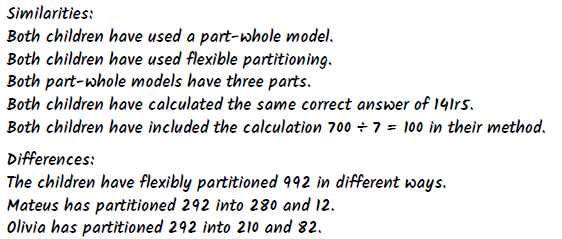 Similarities:
Both children have used a part-whole model.
Both children have used flexible partitioning.
Both part-whole models have three parts.
Both children have calculated the same correct answer of 141r5.
Both children have included the calculation 700 ÷ 7 = 100 in their method.
Differences:
The children have flexibly partitioned 992 in different ways.
Mateus has partitioned 292 into 280 and 12.
Olivia has partitioned 292 into 210 and 82.